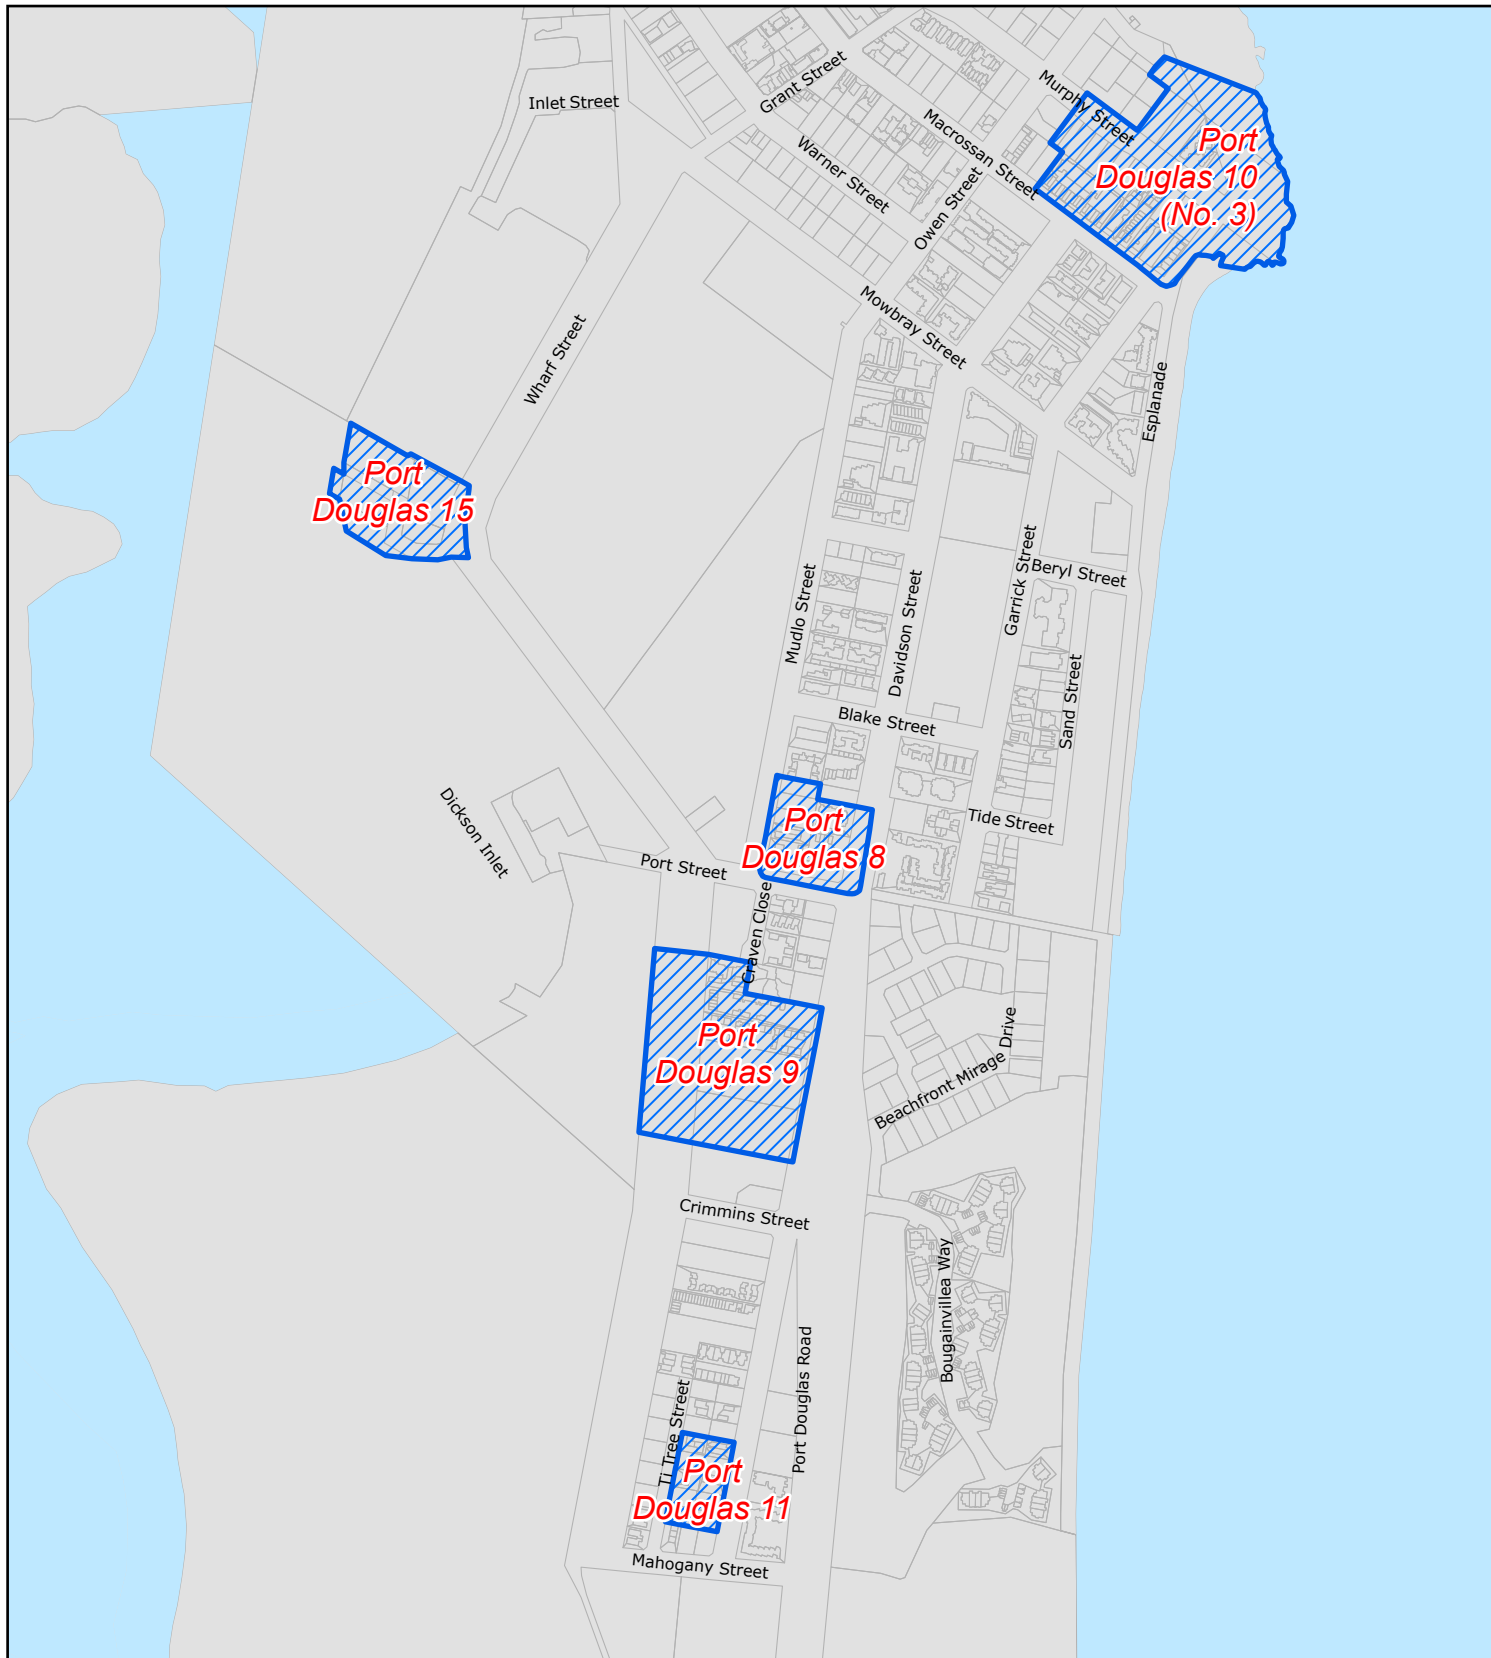 Inlet Street
Grant Street
Murphy Street
Macrossan Street
Warner Street
Owen Street
Port
Douglas 10
(No. 3)
Mowbray Street
Wharf Street
Esplanade
Port
Douglas 15
Mudlo Street
Davidson Street
Garrick Street
Beryl Street
Sand Street
Blake Street
Dickson Inlet
Port
Douglas 8
Tide Street
Port Street
Craven Close
Port
Douglas 9
Beachfront Mirage Drive
Crimmins Street
Bougainvillea Way
Port Douglas Road
Ti Tree Street
Port
Douglas 11
Mahogany Street